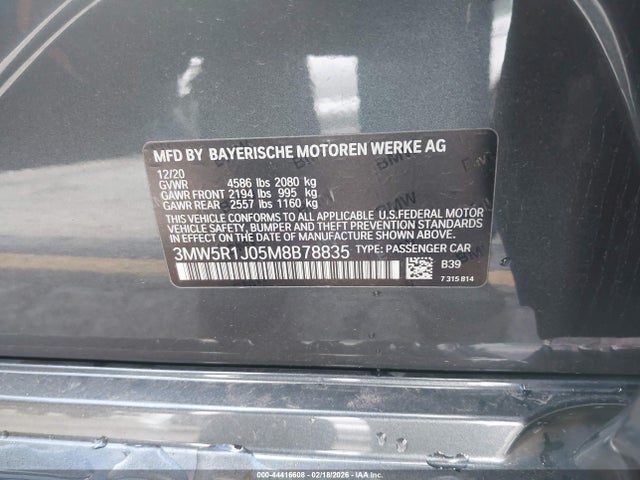 MFD BY BAYERISCHE MOTOREN WERKE AG
12/20
GVWR 4586 lbs 2080 kg
GAWR FRONT 2194 lbs 995 kg
GAWR REAR 2557 lbs 1160 kg
THIS VEHICLE CONFORMS TO ALL APPLICABLE U.S.FEDERAL MOTOR
VEHICLE SAFETY, BUMPER, AND THEFT PREVENTION STANDARDS
IN EFFECT ON THE DATE OF MANUFACTURE SHOWN ABOVE.
3MW5R1J05M8B78835 TYPE: PASSENGER CAR
B39
7 315 814
000-44416608 02/18/2026 - IAA Holdings, LLC